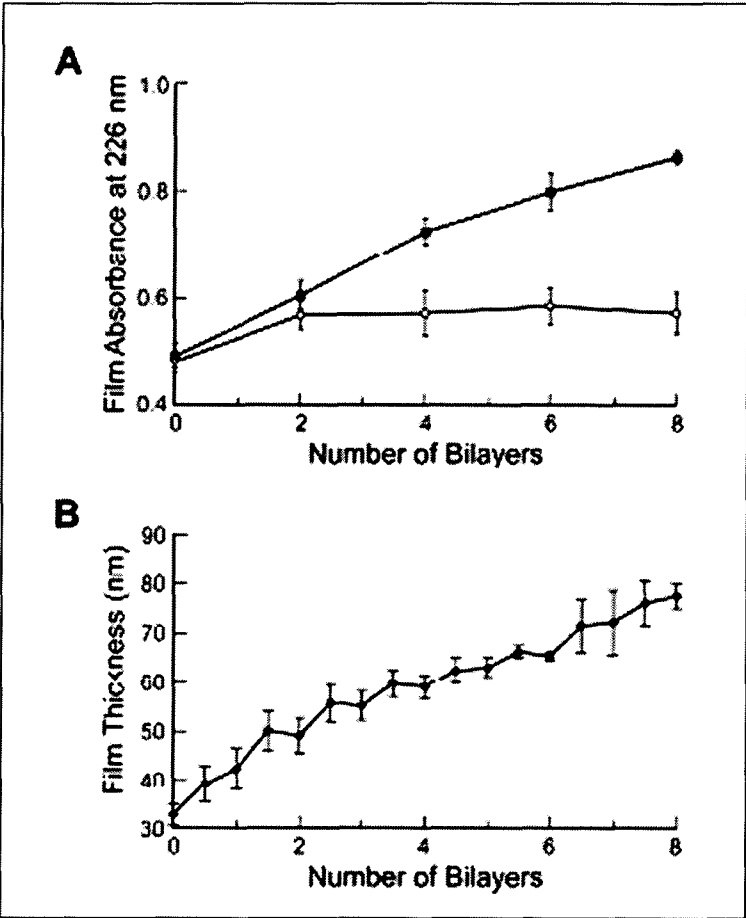 A
Film Absorbance at 226 nm
1.0
0.8
0.6
0.4
0 2 4 6 8
Number of Bilayers
B
Film Thickness (nm)
90
80
70
60
50
40
30
0 2 4 6 8
Number of Bilayers